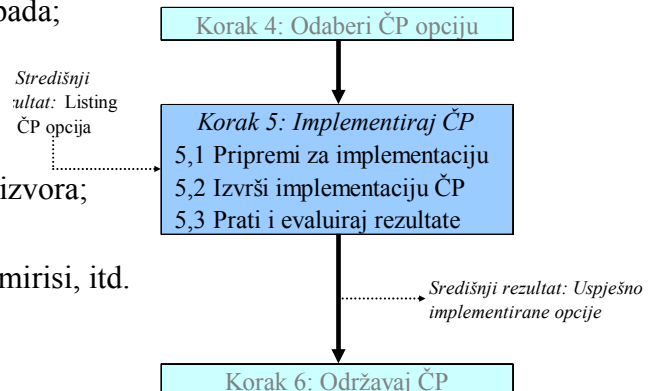 pada;
Korak 4: Odaberi ČP opciju
Stredišnji
ultat: Listing
ČP opcija
Korak 5: Implementiraj ČP
5,1 Pripremi za implementaciju
5,2 Izvrši implementaciju ČP
5,3 Prati i evaluiraj rezultate
izvora;
mirisi, itd.
Središnji rezultat: Uspješno
implementirane opcije
Korak 6: Održavaj ČP